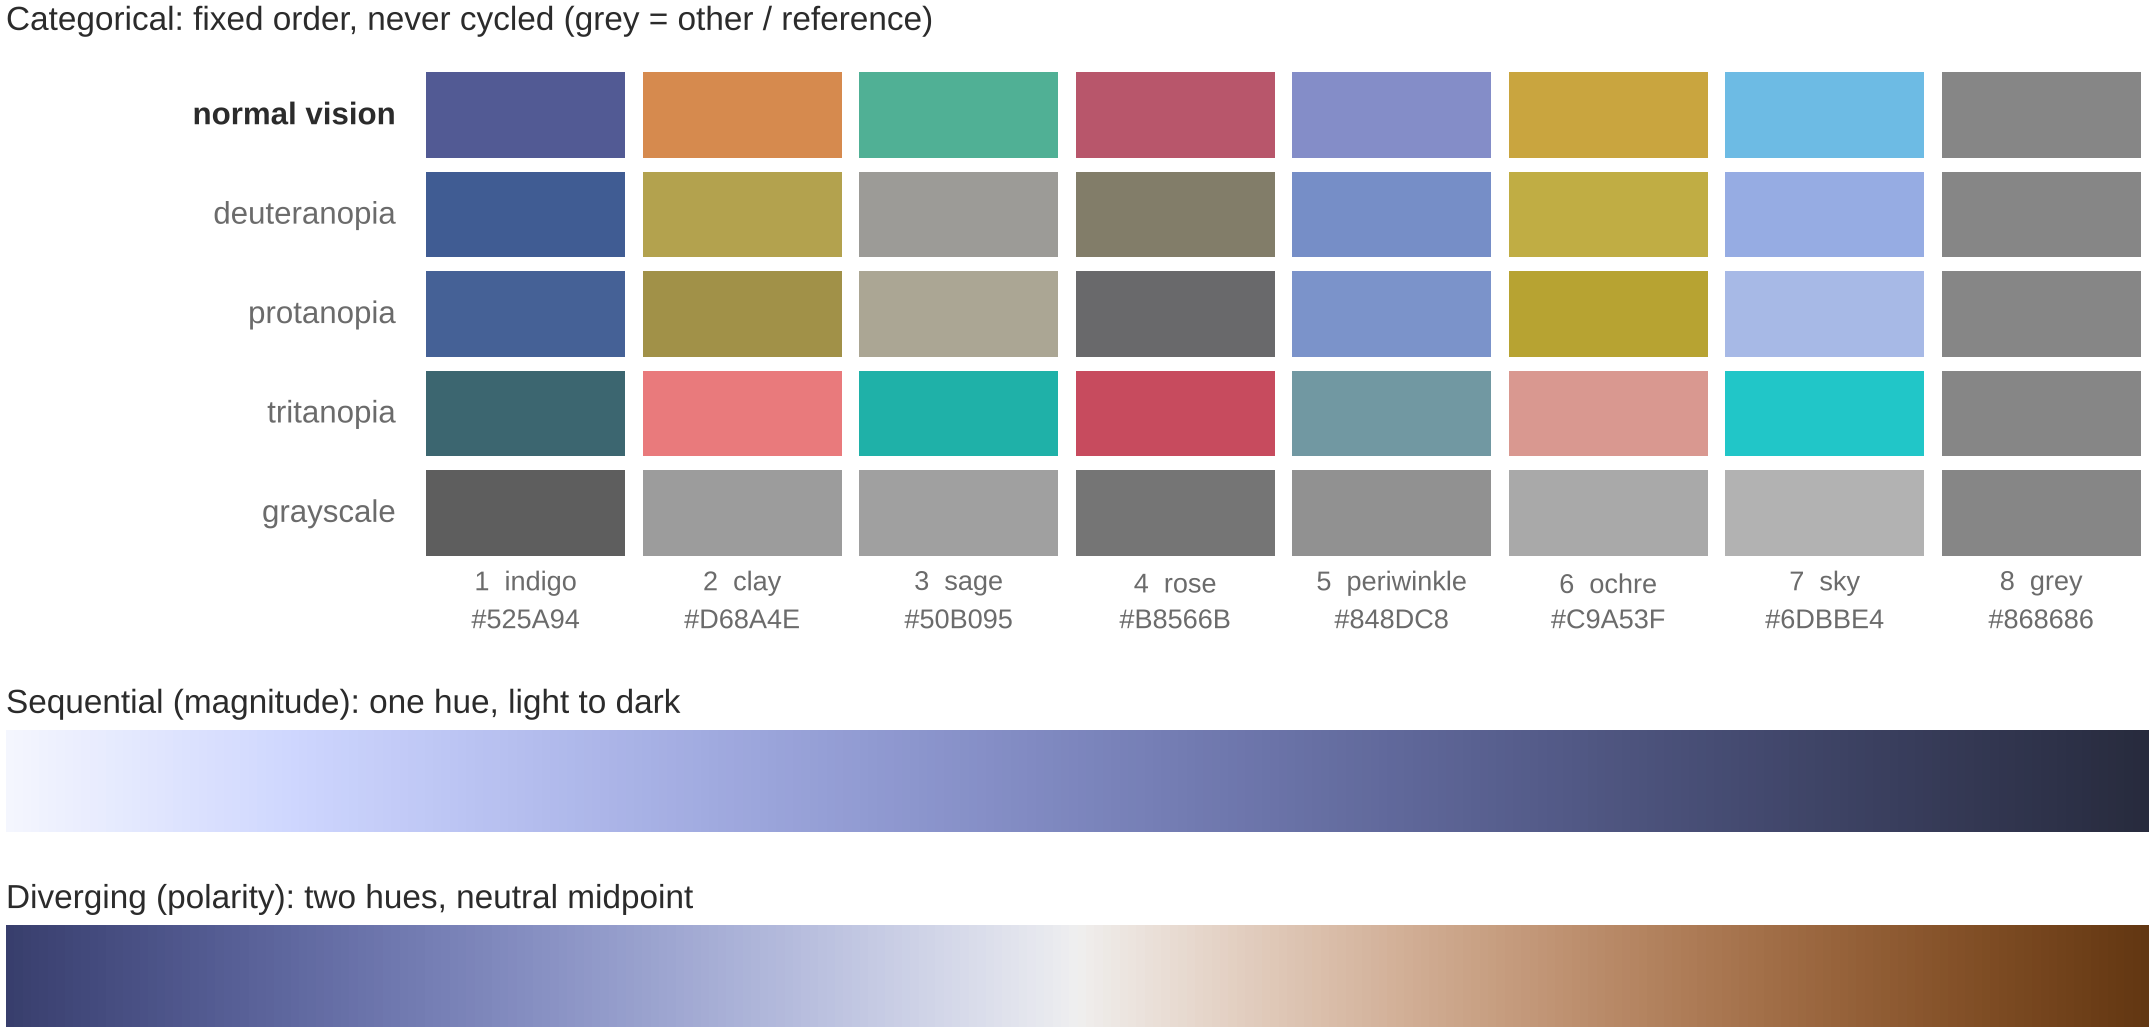 Categorical: fixed order, never cycled (grey = other / reference)
normal vision
deuteranopia
protanopia
tritanopia
grayscale
1 indigo 2 clay 3 sage 4 rose 5 periwinkle 6 ochre 7 sky 8 grey
#525A94 #D68A4E #50B095 #B8566B #848DC8 #C9A53F #6DBBE4 #868686
Sequential (magnitude): one hue, light to dark
Diverging (polarity): two hues, neutral midpoint